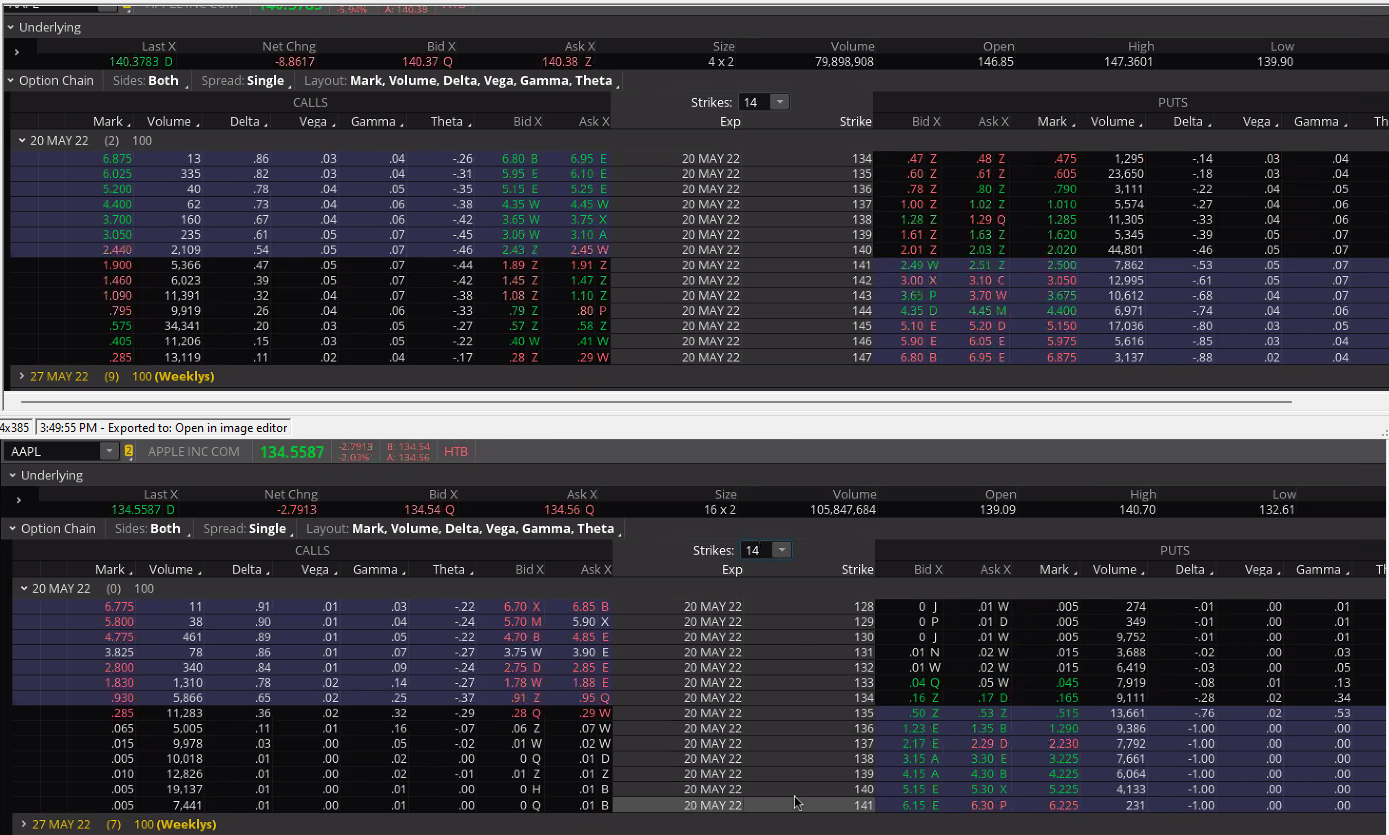 AAPL 2 APPLE INC COM 140.3783 -5.94% A: 140.38 HTB
Underlying
Last X Net Chng Bid X Ask X Size Volume Open High Low
140.3783 D -8.8617 140.37 Q 140.38 Z 4 x 2 79,898,908 146.85 147.3601 139.90
Option Chain Sides: Both Spread: Single Layout: Mark, Volume, Delta, Vega, Gamma, Theta
CALLS Strikes: 14 PUTS
Mark Volume Delta Vega Gamma Theta Bid X Ask X Exp Strike Bid X Ask X Mark Volume Delta Vega Gamma Th
20 MAY 22 (2) 100
6.875 13 .86 .03 .04 -.26 6.80 B 6.95 E 20 MAY 22 134 .47 Z .48 Z .475 1,295 -.14 .03 .04
6.025 335 .82 .03 .04 -.31 5.95 E 6.10 E 20 MAY 22 135 .60 Z .61 Z .605 23,650 -.18 .03 .04
5.200 40 .78 .04 .05 -.35 5.15 E 5.25 E 20 MAY 22 136 .78 Z .80 Z .790 3,111 -.22 .04 .05
4.400 62 .73 .04 .06 -.38 4.35 W 4.45 W 20 MAY 22 137 1.00 Z 1.02 Z 1.010 5,574 -.27 .04 .06
3.700 160 .67 .04 .06 -.42 3.65 W 3.75 X 20 MAY 22 138 1.28 Z 1.29 Q 1.285 11,305 -.33 .04 .06
3.050 235 .61 .05 .07 -.45 3.05 W 3.10 A 20 MAY 22 139 1.61 Z 1.63 Z 1.620 5,345 -.39 .05 .07
2.440 2,109 .54 .05 .07 -.46 2.43 Z 2.45 W 20 MAY 22 140 2.01 Z 2.03 Z 2.020 44,801 -.46 .05 .07
1.900 5,366 .47 .05 .07 -.44 1.89 Z 1.91 Z 20 MAY 22 141 2.49 W 2.51 Z 2.500 7,862 -.53 .05 .07
1.460 6,023 .39 .05 .07 -.42 1.45 Z 1.47 Z 20 MAY 22 142 3.00 X 3.10 C 3.050 12,995 -.61 .05 .07
1.090 11,391 .32 .04 .07 -.38 1.08 Z 1.10 Z 20 MAY 22 143 3.65 P 3.70 W 3.675 10,612 -.68 .04 .07
.795 9,919 .26 .04 .06 -.33 .79 Z .80 P 20 MAY 22 144 4.35 D 4.45 M 4.400 6,971 -.74 .04 .06
.575 34,341 .20 .03 .05 -.27 .57 Z .58 Z 20 MAY 22 145 5.10 E 5.20 D 5.150 17,036 -.80 .03 .05
.405 11,206 .15 .03 .05 -.22 .40 W .41 W 20 MAY 22 146 5.90 E 6.05 E 5.975 5,616 -.85 .03 .04
.285 13,119 .11 .02 .04 -.17 .28 Z .29 W 20 MAY 22 147 6.80 B 6.95 E 6.875 3,137 -.88 .02 .04
27 MAY 22 (9) 100 (Weeklys)
4x385 3:49:55 PM - Exported to: Open in image editor
AAPL 2 APPLE INC COM 134.5587 -2.7913 -2.03% B: 134.54 A: 134.56 HTB
Underlying
Last X Net Chng Bid X Ask X Size Volume Open High Low
134.5587 D -2.7913 134.54 Q 134.56 Q 16 x 2 105,847,684 139.09 140.70 132.61
Option Chain Sides: Both Spread: Single Layout: Mark, Volume, Delta, Vega, Gamma, Theta
CALLS Strikes: 14 PUTS
Mark Volume Delta Vega Gamma Theta Bid X Ask X Exp Strike Bid X Ask X Mark Volume Delta Vega Gamma Th
20 MAY 22 (0) 100
6.775 11 .91 .01 .03 -.22 6.70 X 6.85 B 20 MAY 22 128 0 J .01 W .005 274 -.01 .00 .01
5.800 38 .90 .01 .04 -.24 5.70 M 5.90 X 20 MAY 22 129 0 P .01 D .005 349 -.01 .00 .01
4.775 461 .89 .01 .05 -.22 4.70 B 4.85 E 20 MAY 22 130 0 J .01 W .005 9,752 -.01 .00 .01
3.825 78 .86 .01 .07 -.27 3.75 W 3.90 E 20 MAY 22 131 .01 N .02 W .015 3,688 -.02 .00 .03
2.800 340 .84 .01 .09 -.24 2.75 D 2.85 E 20 MAY 22 132 .01 W .02 W .015 6,419 -.03 .00 .05
1.830 1,310 .78 .02 .14 -.27 1.78 W 1.88 E 20 MAY 22 133 .04 Q .05 W .045 7,919 -.08 .01 .13
.930 5,866 .65 .02 .25 -.37 .91 Z .95 Q 20 MAY 22 134 .16 Z .17 D .165 9,111 -.28 .02 .34
.285 11,283 .36 .02 .32 -.29 .28 Q .29 W 20 MAY 22 135 .50 Z .53 Z .515 13,661 -.76 .02 .53
.065 5,005 .11 .01 .16 -.07 .06 Z .07 W 20 MAY 22 136 1.23 E 1.35 B 1.290 9,386 -1.00 .00 .00
.015 9,978 .03 .00 .05 -.02 .01 W .02 W 20 MAY 22 137 2.17 E 2.29 D 2.230 7,792 -1.00 .00 .00
.005 10,018 .01 .00 .02 .00 0 Q .01 D 20 MAY 22 138 3.15 A 3.30 E 3.225 7,661 -1.00 .00 .00
.010 12,826 .01 .00 .02 -.01 .01 Z .01 Z 20 MAY 22 139 4.15 A 4.30 B 4.225 6,064 -1.00 .00 .00
.005 19,137 .01 .00 .01 .00 0 H .01 B 20 MAY 22 140 5.15 E 5.30 X 5.225 4,133 -1.00 .00 .00
.005 7,441 .01 .00 .01 .00 0 Q .01 B 20 MAY 22 141 6.15 E 6.30 P 6.225 231 -1.00 .00 .00
27 MAY 22 (7) 100 (Weeklys)